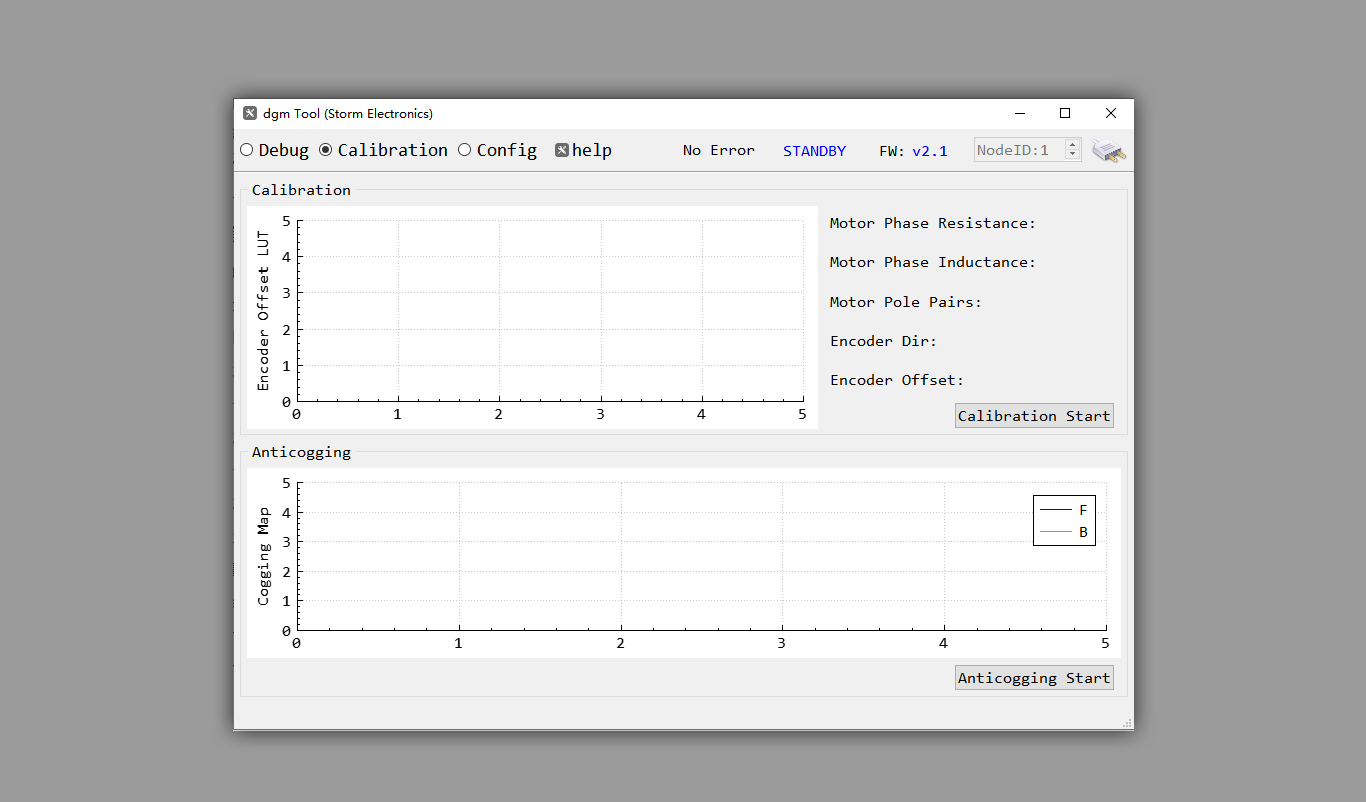 dgm Tool (Storm Electronics)
Debug Calibration Config help No Error STANDBY FW: v2.1 NodeID:1
Calibration
Encoder Offset LUT
5
4
3
2
1
0
0 1 2 3 4 5
Motor Phase Resistance:
Motor Phase Inductance:
Motor Pole Pairs:
Encoder Dir:
Encoder Offset:
Calibration Start
Anticogging
Cogging Map
5
4
3
2
1
0
0 1 2 3 4 5
F
B
Anticogging Start